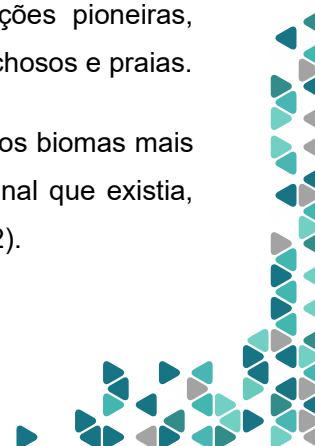 ções pioneiras,
chosos e praias.
os biomas mais
nal que existia,
2).